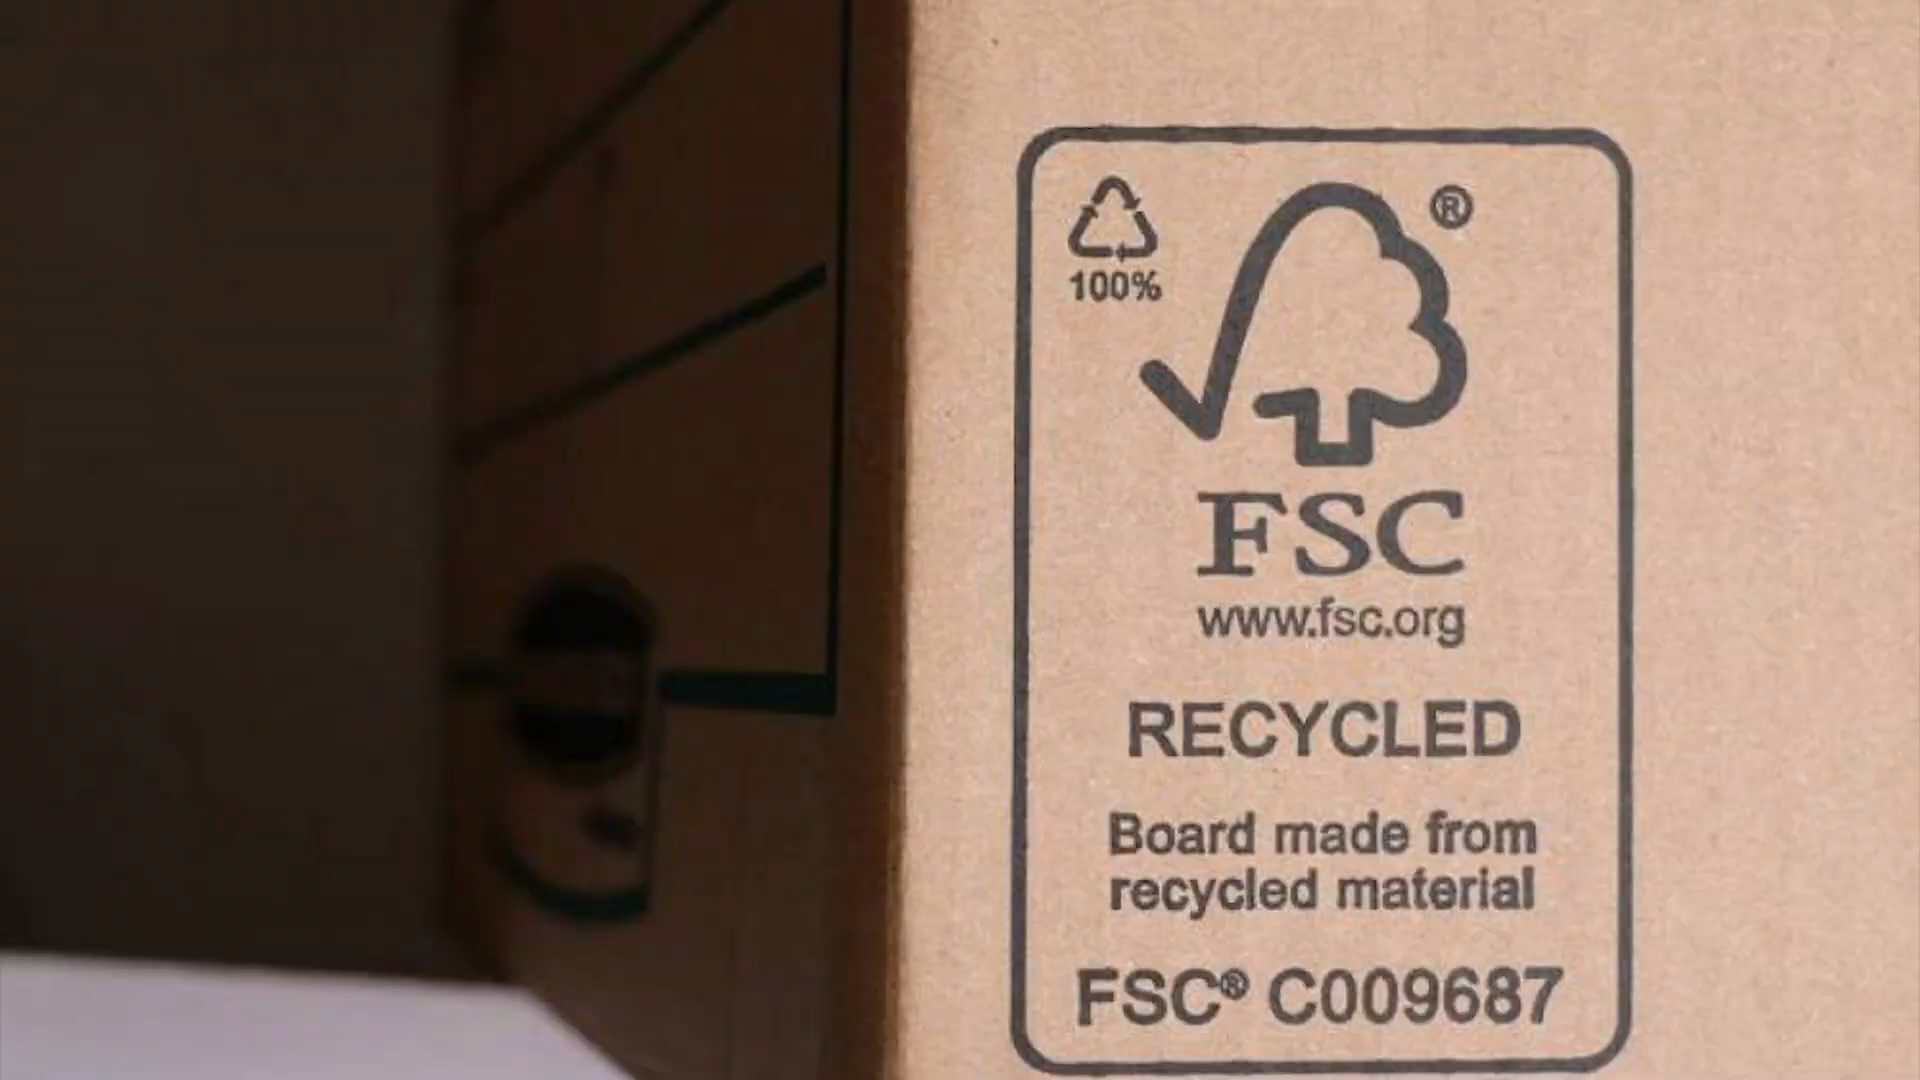 ®
100%
FSC
www.fsc.org
RECYCLED
Board made from
recycled material
FSC® C009687